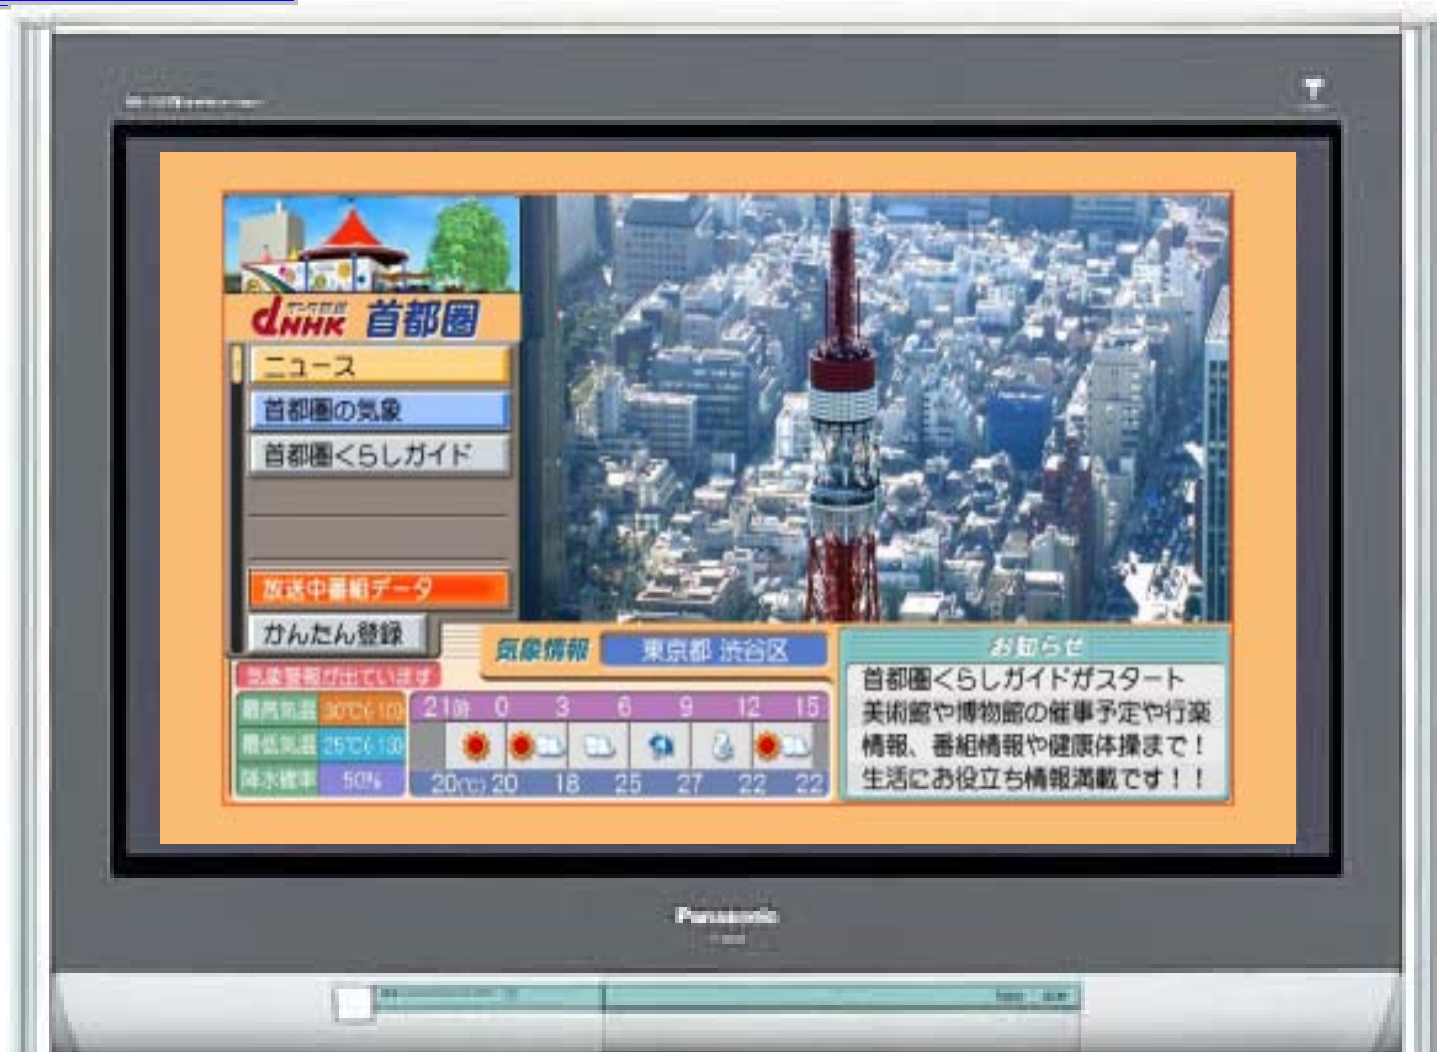 データ放送
dNHK 首都圏
ニュース
首都圏の気象
首都圏くらしガイド
放送中番組データ
かんたん登録
気象情報 東京都 渋谷区
気象警報が出ています
最高気温 30℃(-10)
最低気温 25℃(-13)
降水確率 50%
21時 0 3 6 9 12 15
20(℃) 20 18 25 27 22 22
お知らせ
首都圏くらしガイドがスタート
美術館や博物館の催事予定や行楽
情報、番組情報や健康体操まで！
生活にお役立ち情報満載です！！
Panasonic